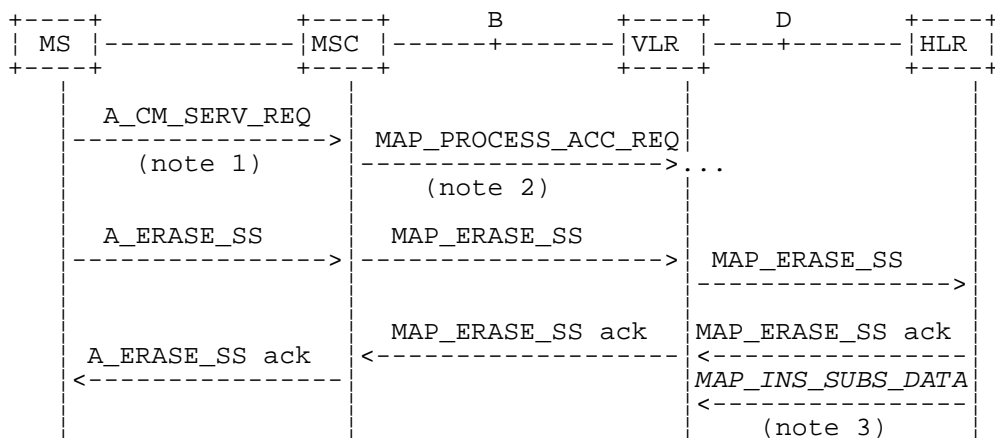 B D
MS MSC VLR HLR
A_CM_SERV_REQ
MAP_PROCESS_ACC_REQ
(note 1) ...
(note 2)
A_ERASE_SS MAP_ERASE_SS
MAP_ERASE_SS
MAP_ERASE_SS ack MAP_ERASE_SS ack
A_ERASE_SS ack
MAP_INS_SUBS_DATA
(note 3)